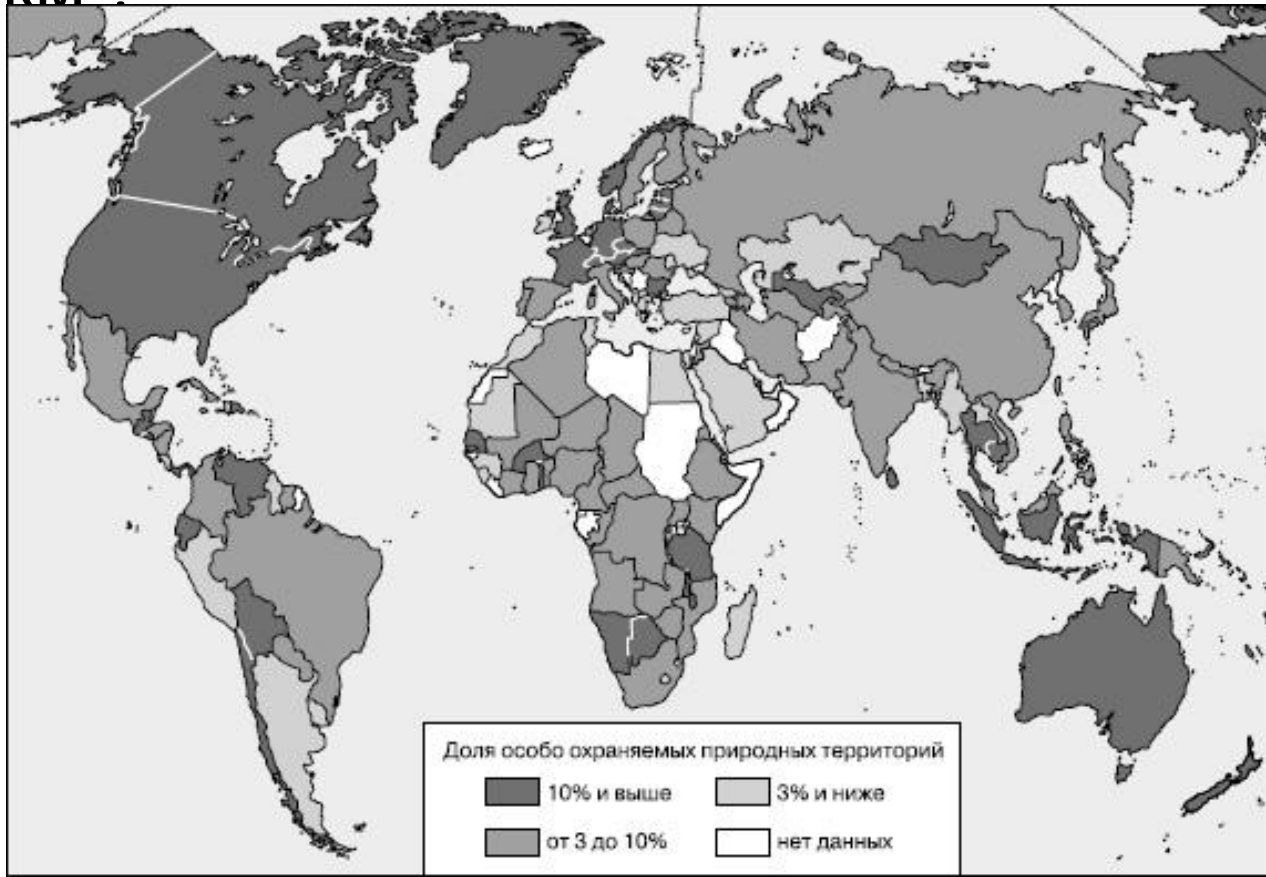 Доля особо охраняемых природных территорий
10% и выше
3% и ниже
от 3 до 10%
нет данных